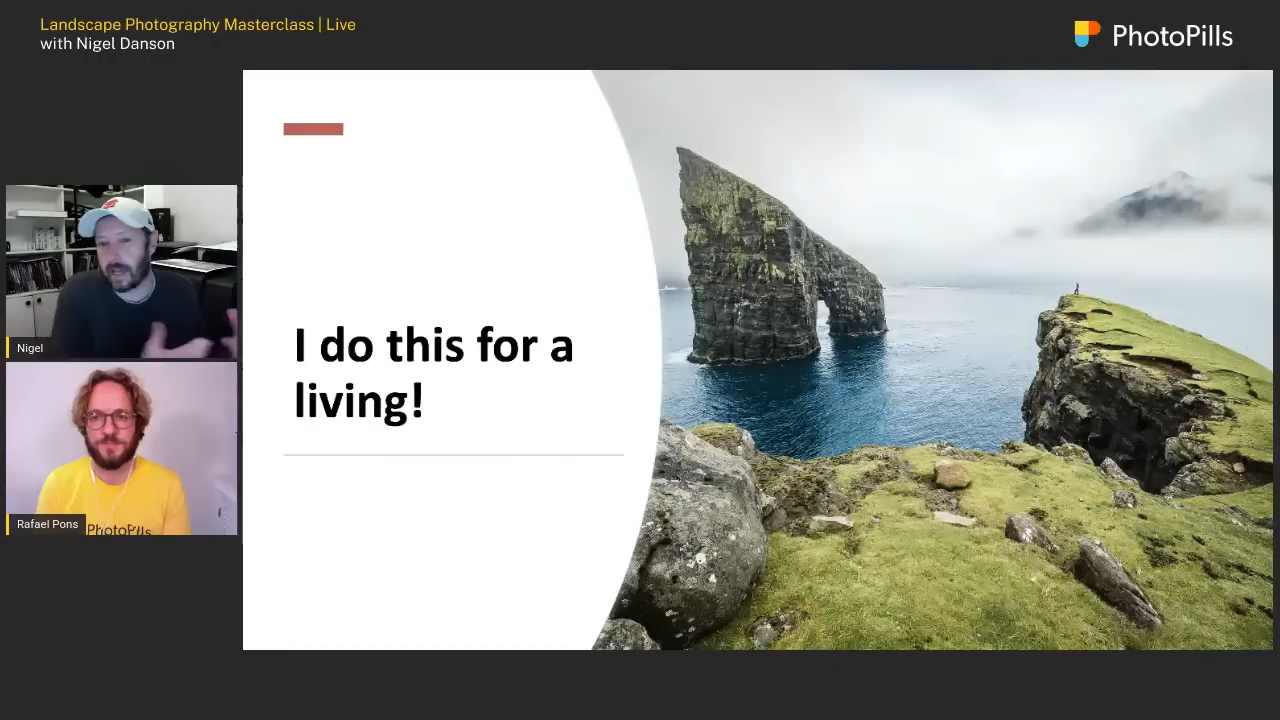 Landscape Photography Masterclass | Live
with Nigel Danson
PhotoPills
I do this for a
living!
Nigel
Rafael Pons
PhotoPills